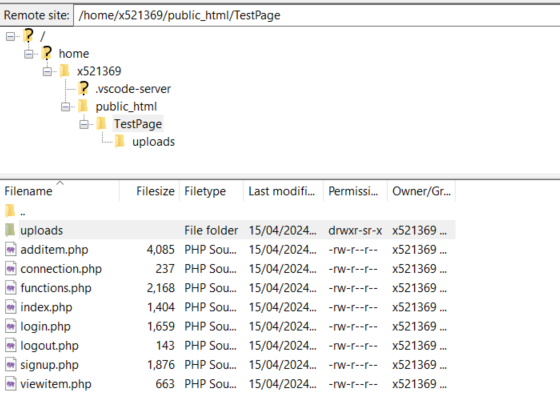 Remote site: /home/x521369/public_html/TestPage
/
home
x521369
.vscode-server
public_html
TestPage
uploads
Filename Filesize Filetype Last modifi... Permissi... Owner/Gr...
..
uploads File folder 15/04/2024... drwxr-sr-x x521369 ...
additem.php 4,085 PHP Sou... 15/04/2024... -rw-r--r-- x521369 ...
connection.php 237 PHP Sou... 15/04/2024... -rw-r--r-- x521369 ...
functions.php 2,168 PHP Sou... 15/04/2024... -rw-r--r-- x521369 ...
index.php 1,404 PHP Sou... 15/04/2024... -rw-r--r-- x521369 ...
login.php 1,659 PHP Sou... 15/04/2024... -rw-r--r-- x521369 ...
logout.php 143 PHP Sou... 15/04/2024... -rw-r--r-- x521369 ...
signup.php 1,876 PHP Sou... 15/04/2024... -rw-r--r-- x521369 ...
viewitem.php 663 PHP Sou... 15/04/2024... -rw-r--r-- x521369 ...